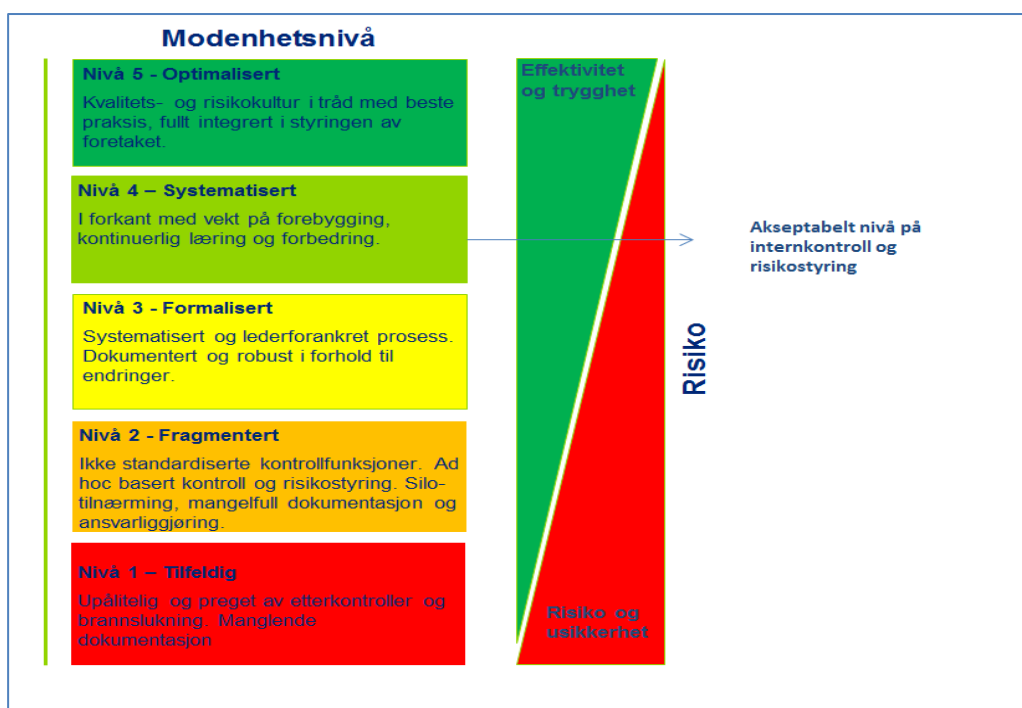 Modenhetsnivå
Nivå 5 - Optimalisert
Kvalitets- og risikokultur i tråd med beste
praksis, fullt integrert i styringen av
foretaket.
Nivå 4 – Systematisert
I forkant med vekt på forebygging,
kontinuerlig læring og forbedring.
Nivå 3 - Formalisert
Systematisert og lederforankret prosess.
Dokumentert og robust i forhold til
endringer.
Nivå 2 - Fragmentert
Ikke standardiserte kontrollfunksjoner. Ad
hoc basert kontroll og risikostyring. Silo-
tilnærming, mangelfull dokumentasjon og
ansvarliggjøring.
Nivå 1 – Tilfeldig
Upålitelig og preget av etterkontroller og
brannslukning. Manglende
dokumentasjon
Effektivitet
og trygghet
Risiko og
usikkerhet
Risiko
Akseptabelt nivå på
internkontroll og
risikostyring